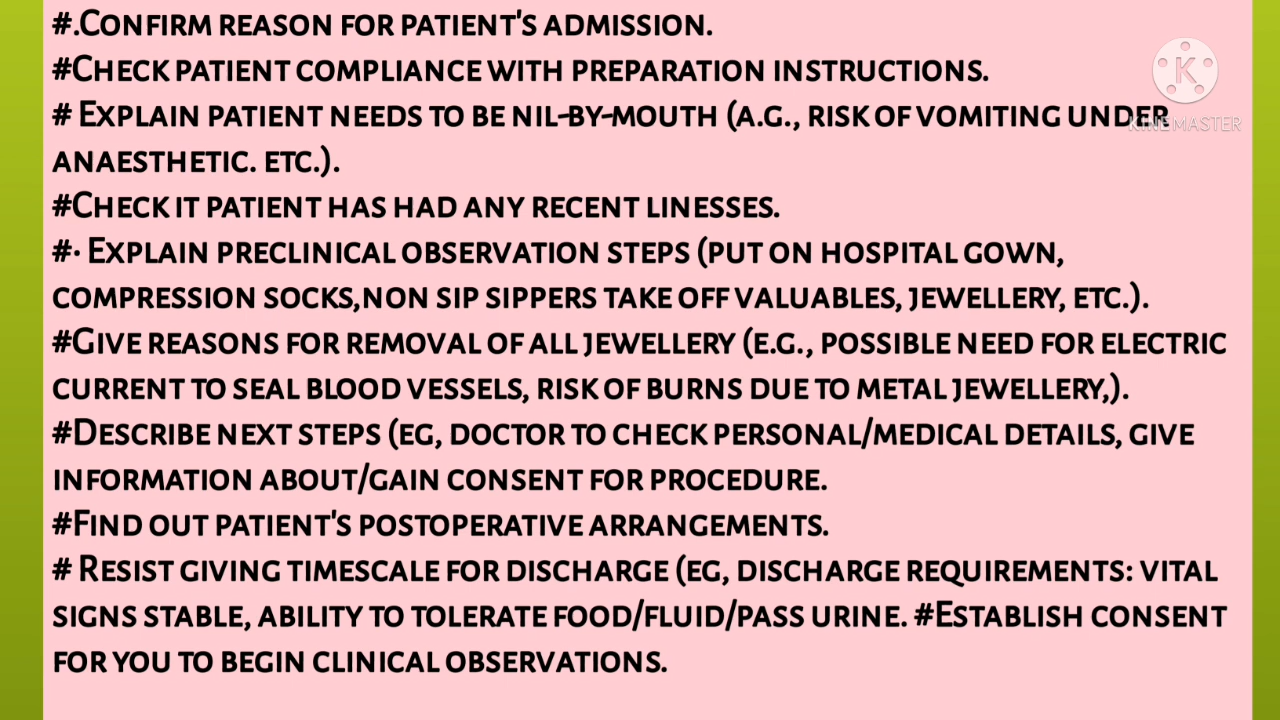 #.Confirm reason for patient's admission.
#Check patient compliance with preparation instructions.
# Explain patient needs to be nil-by-mouth (a.g., risk of vomiting under
anaesthetic. etc.).
#Check it patient has had any recent linesses.
#· Explain preclinical observation steps (put on hospital gown,
compression socks,non sip sippers take off valuables, jewellery, etc.).
#Give reasons for removal of all jewellery (e.g., possible need for electric
current to seal blood vessels, risk of burns due to metal jewellery,).
#Describe next steps (eg, doctor to check personal/medical details, give
information about/gain consent for procedure.
#Find out patient's postoperative arrangements.
# Resist giving timescale for discharge (eg, discharge requirements: vital
signs stable, ability to tolerate food/fluid/pass urine. #Establish consent
for you to begin clinical observations.
K
KINEMASTER